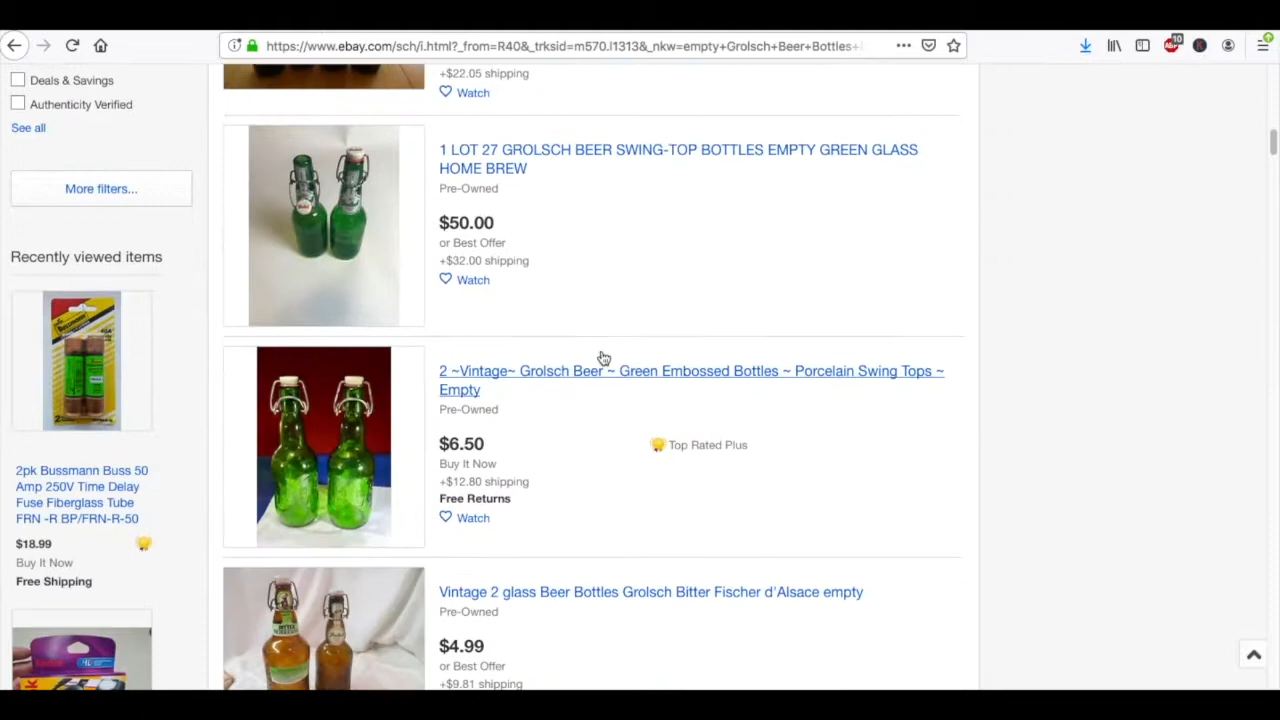 https://www.ebay.com/sch/i.html?_from=R40&_trksid=m570.l1313&_nkw=empty+Grolsch+Beer+Bottles+
10
Deals & Savings
Authenticity Verified
See all
More filters...
Recently viewed items
2pk Bussmann Buss 50
Amp 250V Time Delay
Fuse Fiberglass Tube
FRN -R BP/FRN-R-50
$18.99
Buy It Now
Free Shipping
+$22.05 shipping
Watch
1 LOT 27 GROLSCH BEER SWING-TOP BOTTLES EMPTY GREEN GLASS
HOME BREW
Pre-Owned
$50.00
or Best Offer
+$32.00 shipping
Watch
2 ~Vintage~ Grolsch Beer ~ Green Embossed Bottles ~ Porcelain Swing Tops ~
Empty
Pre-Owned
$6.50
Top Rated Plus
Buy It Now
+$12.80 shipping
Free Returns
Watch
Vintage 2 glass Beer Bottles Grolsch Bitter Fischer d'Alsace empty
Pre-Owned
$4.99
or Best Offer
+$9.81 shipping